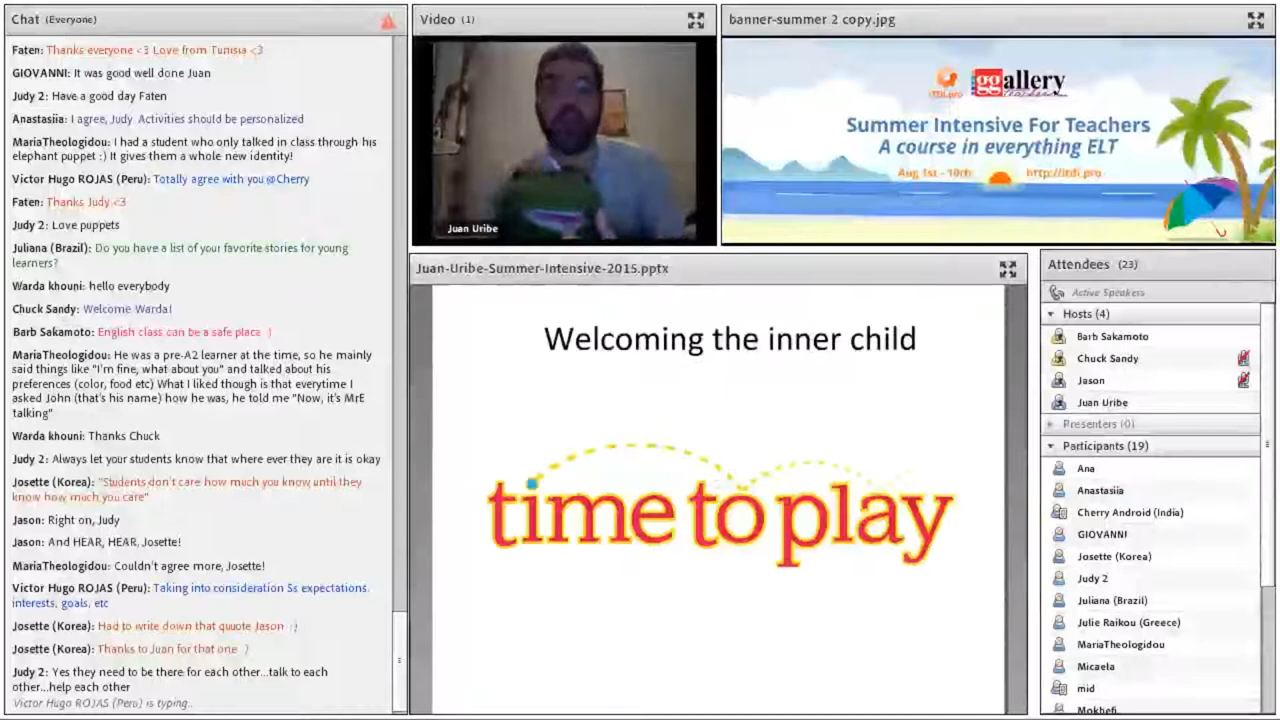 Chat (Everyone)
Faten: Thanks everyone <3 Love from Tunisia <3
GIOVANNI: It was good well done Juan
Judy 2: Have a good day Faten
Anastasiia: I agree, Judy. Activities should be personalized
MariaTheologidou: I had a student who only talked in class through his
elephant puppet :) It gives them a whole new identity!
Victor Hugo ROJAS (Peru): Totally agree with you @Cherry
Faten: Thanks Judy <3
Judy 2: Love puppets
Juliana (Brazil): Do you have a list of your favorite stories for young
learners?
Warda khouni: hello everybody
Chuck Sandy: Welcome Warda!
Barb Sakamoto: English class can be a safe place :)
MariaTheologidou: He was a pre-A2 learner at the time, so he mainly
said things like "I'm fine, what about you" and talked about his
preferences (color, food etc) What I liked though is that everytime I
asked John (that's his name) how he was, he told me "Now, it's MrE
talking"
Warda khouni: Thanks Chuck
Judy 2: Always let your students know that where ever they are it is okay
Josette (Korea): "Students don't care how much you know until they
know how much you care"
Jason: Right on, Judy
Jason: And HEAR, HEAR, Josette!
MariaTheologidou: Couldn't agree more, Josette!
Victor Hugo ROJAS (Peru): Taking into consideration Ss expectations,
interests, goals, etc
Josette (Korea): Had to write down that quote Jason :)
Josette (Korea): Thanks to Juan for that one :)
Judy 2: Yes they need to be there for each other...talk to each
other...help each other
Victor Hugo ROJAS (Peru) is typing...
Video (1)
Juan Uribe
banner-summer 2 copy.jpg
iTDi.pro
ggallery
Summer Intensive For Teachers
A course in everything ELT
Aug 1st - 10th
http://itdi.pro
Juan-Uribe-Summer-Intensive-2015.pptx
Welcoming the inner child
time to play
Attendees (23)
Active Speakers
Hosts (4)
Barb Sakamoto
Chuck Sandy
Jason
Juan Uribe
Presenters (0)
Participants (19)
Ana
Anastasiia
Cherry Android (India)
GIOVANNI
Josette (Korea)
Judy 2
Juliana (Brazil)
Julie Raikou (Greece)
MariaTheologidou
Micaela
mid
Mokhefi